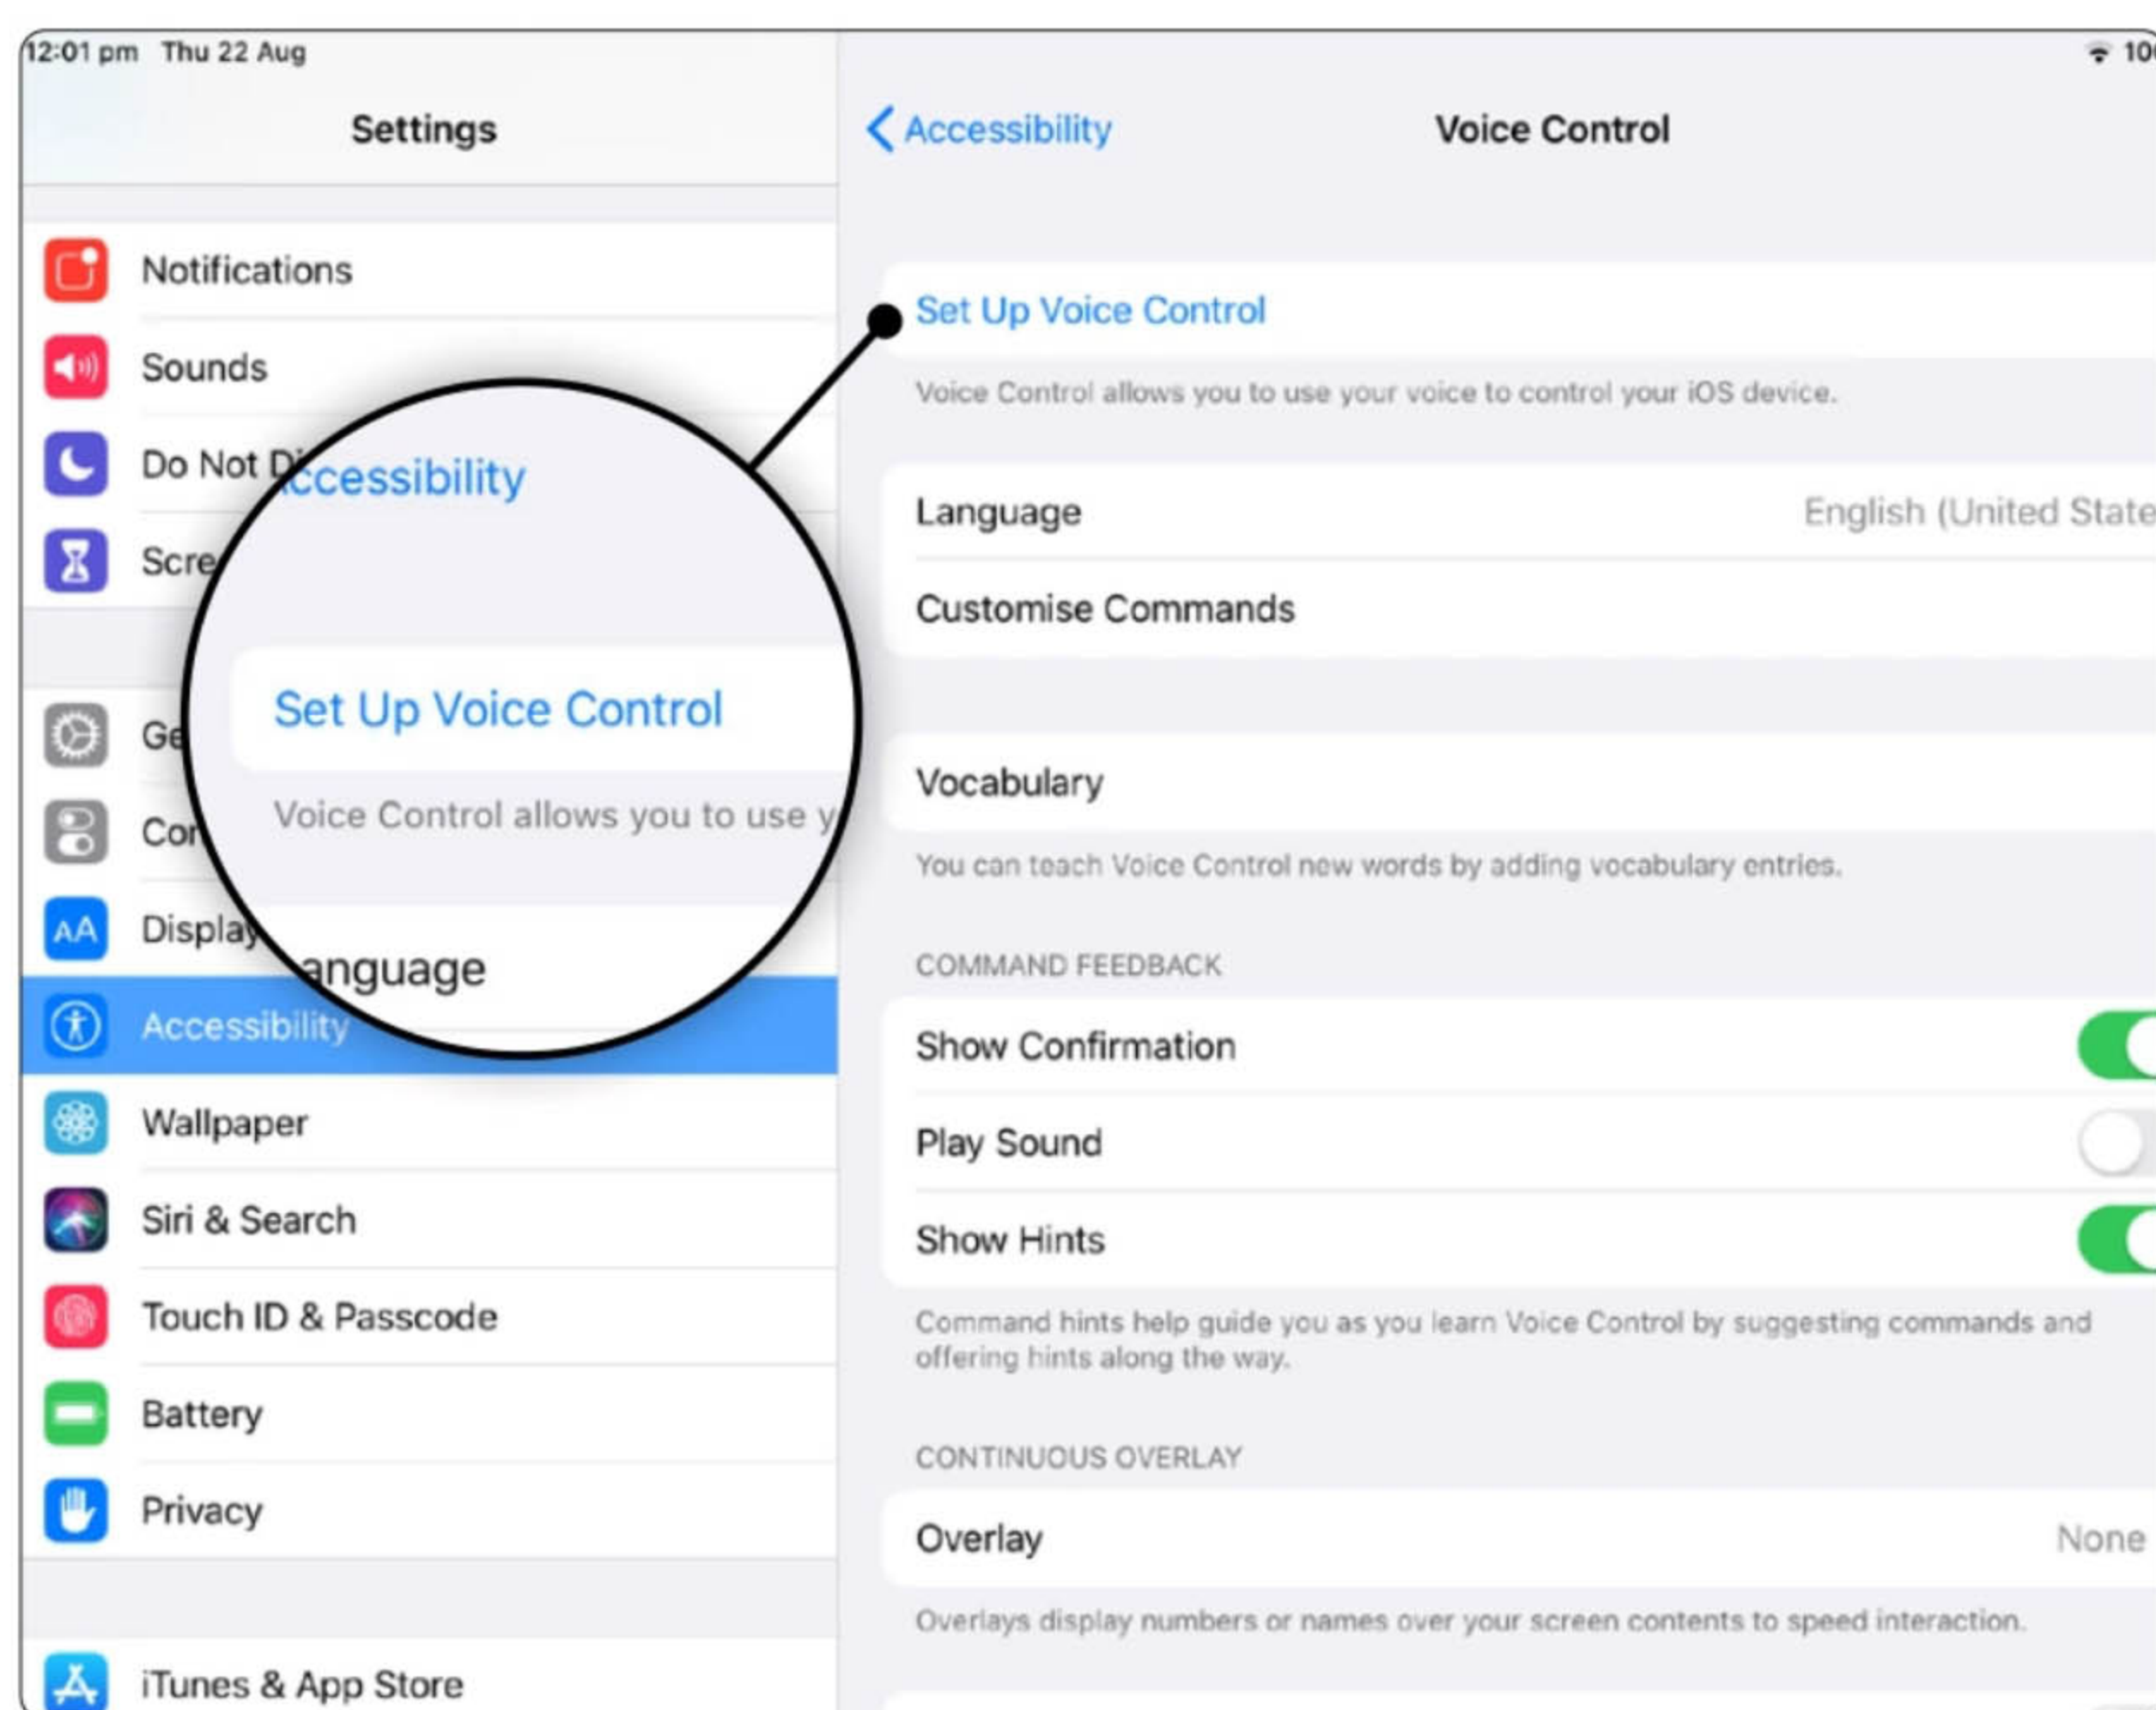 12:01 pm Thu 22 Aug
Settings
Notifications
Sounds
Do Not
Display
Accessibility
Wallpaper
Siri & Search
Touch ID & Passcode
Battery
Privacy
iTunes & App Store
ccessibility
Set Up Voice Control
Voice Control allows you to use y
anguage
Accessibility
Voice Control
Set Up Voice Control
Voice Control allows you to use your voice to control your iOS device.
Language English (United State
Customise Commands
Vocabulary
You can teach Voice Control new words by adding vocabulary entries.
COMMAND FEEDBACK
Show Confirmation
Play Sound
Show Hints
Command hints help guide you as you learn Voice Control by suggesting commands and
offering hints along the way.
CONTINUOUS OVERLAY
Overlay None
Overlays display numbers or names over your screen contents to speed interaction.